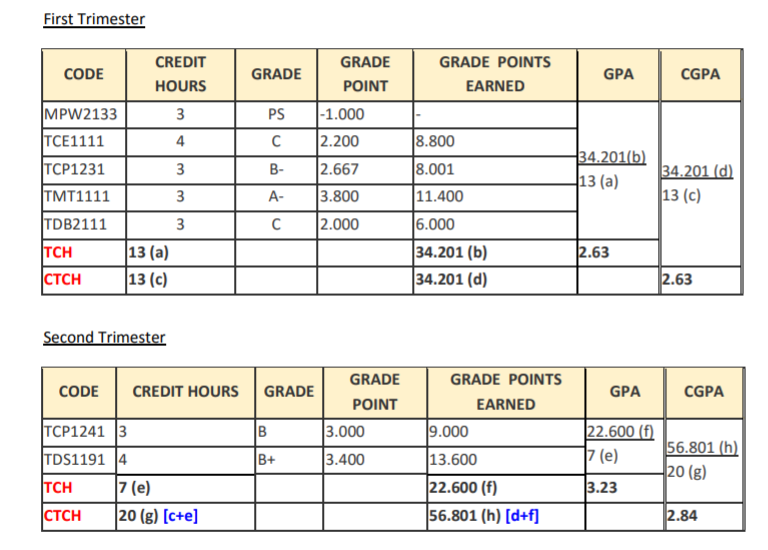 First Trimester
CODE CREDIT HOURS GRADE GRADE POINT GRADE POINTS EARNED GPA CGPA
MPW2133 3 PS -1.000 -
TCE1111 4 C 2.200 8.800
TCP1231 3 B- 2.667 8.001
TMT1111 3 A- 3.800 11.400
TDB2111 3 C 2.000 6.000
34.201(b)
13 (a)
34.201 (d)
13 (c)
TCH 13 (a) 34.201 (b) 2.63
CTCH 13 (c) 34.201 (d) 2.63
Second Trimester
CODE CREDIT HOURS GRADE GRADE POINT GRADE POINTS EARNED GPA CGPA
TCP1241 3 B 3.000 9.000
TDS1191 4 B+ 3.400 13.600
22.600 (f)
7 (e)
56.801 (h)
20 (g)
TCH 7 (e) 22.600 (f) 3.23
CTCH 20 (g) [c+e] 56.801 (h) [d+f] 2.84